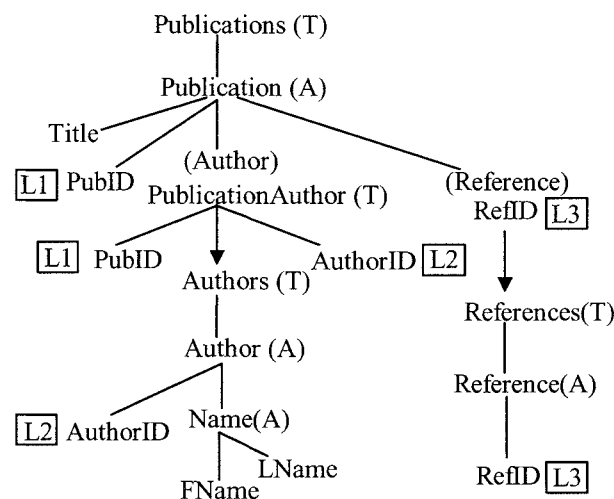 Publications (T)
Publication (A)
Title
L1 PubID
(Author)
PublicationAuthor (T)
(Reference)
RefID L3
L1 PubID
AuthorID L2
Authors (T)
References(T)
Author (A)
Reference(A)
L2 AuthorID
Name(A)
FName
LName
RefID L3